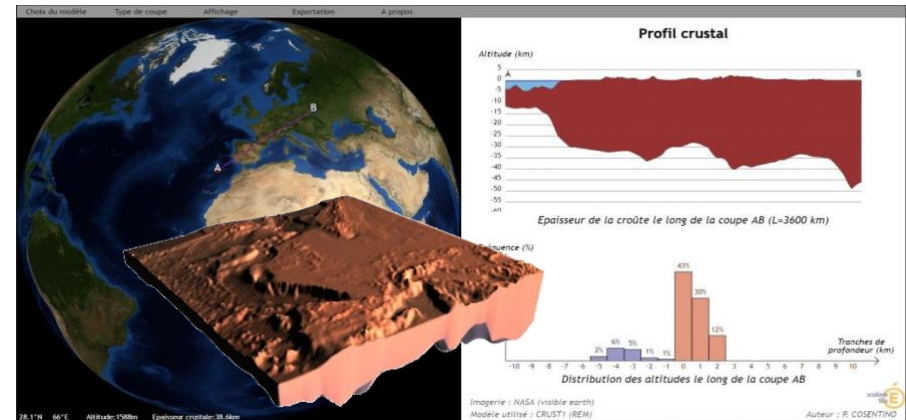 Choix du modèle Type de coupe Affichage Exportation A propos
Profil crustal
Altitude (km)
5
A B
0
-5
-10
-15
-20
-25
-30
-35
-40
-45
-50
-55
B
A
Epaisseur de la croûte le long de la coupe AB (L=3600 km)
(%)
43%
30%
12%
2% 6% 5% 1% 1%
Tranches de
profondeur (km)
-10 -9 -8 -7 -6 -5 -4 -3 -2 -1 0 1 2 3 4 5 6 7 8 9 10
Distribution des altitudes le long de la coupe AB
Imagerie : NASA (visible earth)
Modèle utilisé : CRUST1 (REM)
Auteur : P. COSENTINO
28.1°N 66°E Altitude:1588m Epaisseur crustale:38.6km